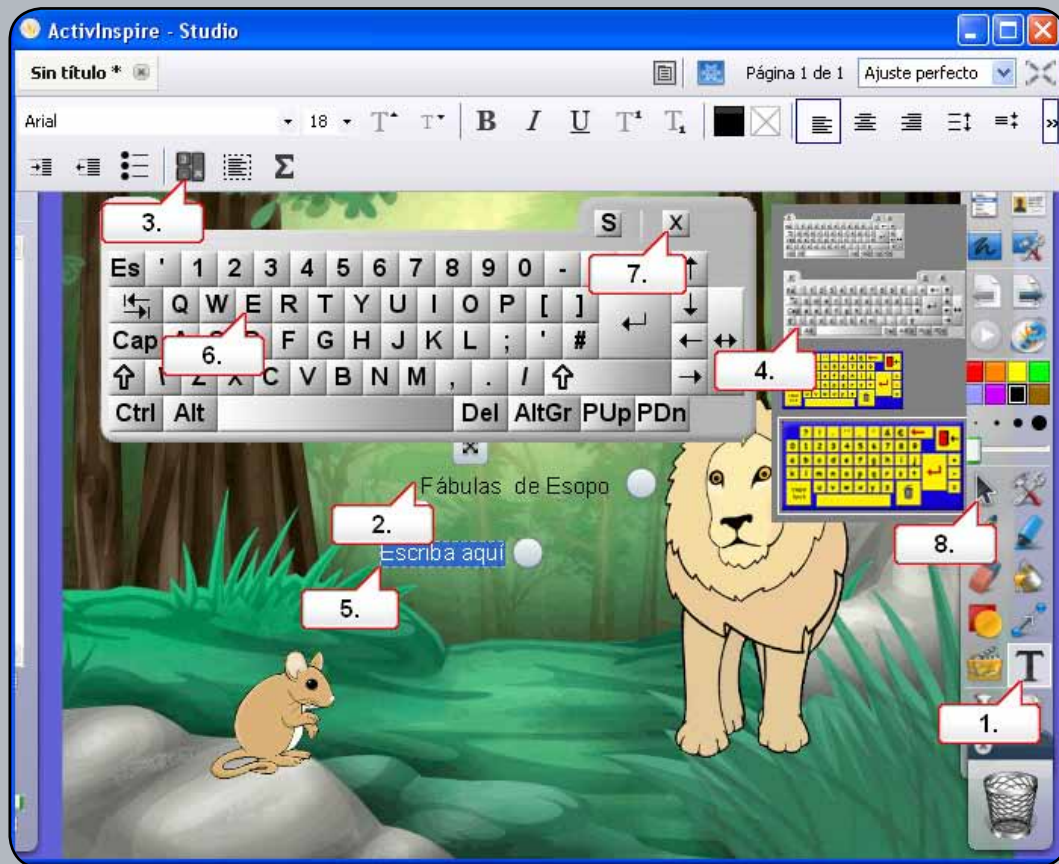 ActivInspire - Studio
Sin título *
Página 1 de 1 Ajuste perfecto
Arial 18 T T B I U T¹ T₁
Σ
3.
S X
7.
Es ' 1 2 3 4 5 6 7 8 9 0 -
Q W E R T Y U I O P [ ]
Cap F G H J K L ; ' #
6.
4.
\ Z X C V B N M , . /
Ctrl Alt Del AltGr PUp PDn
Fábulas de Esopo
2.
8.
Escriba aquí
5.
T
1.